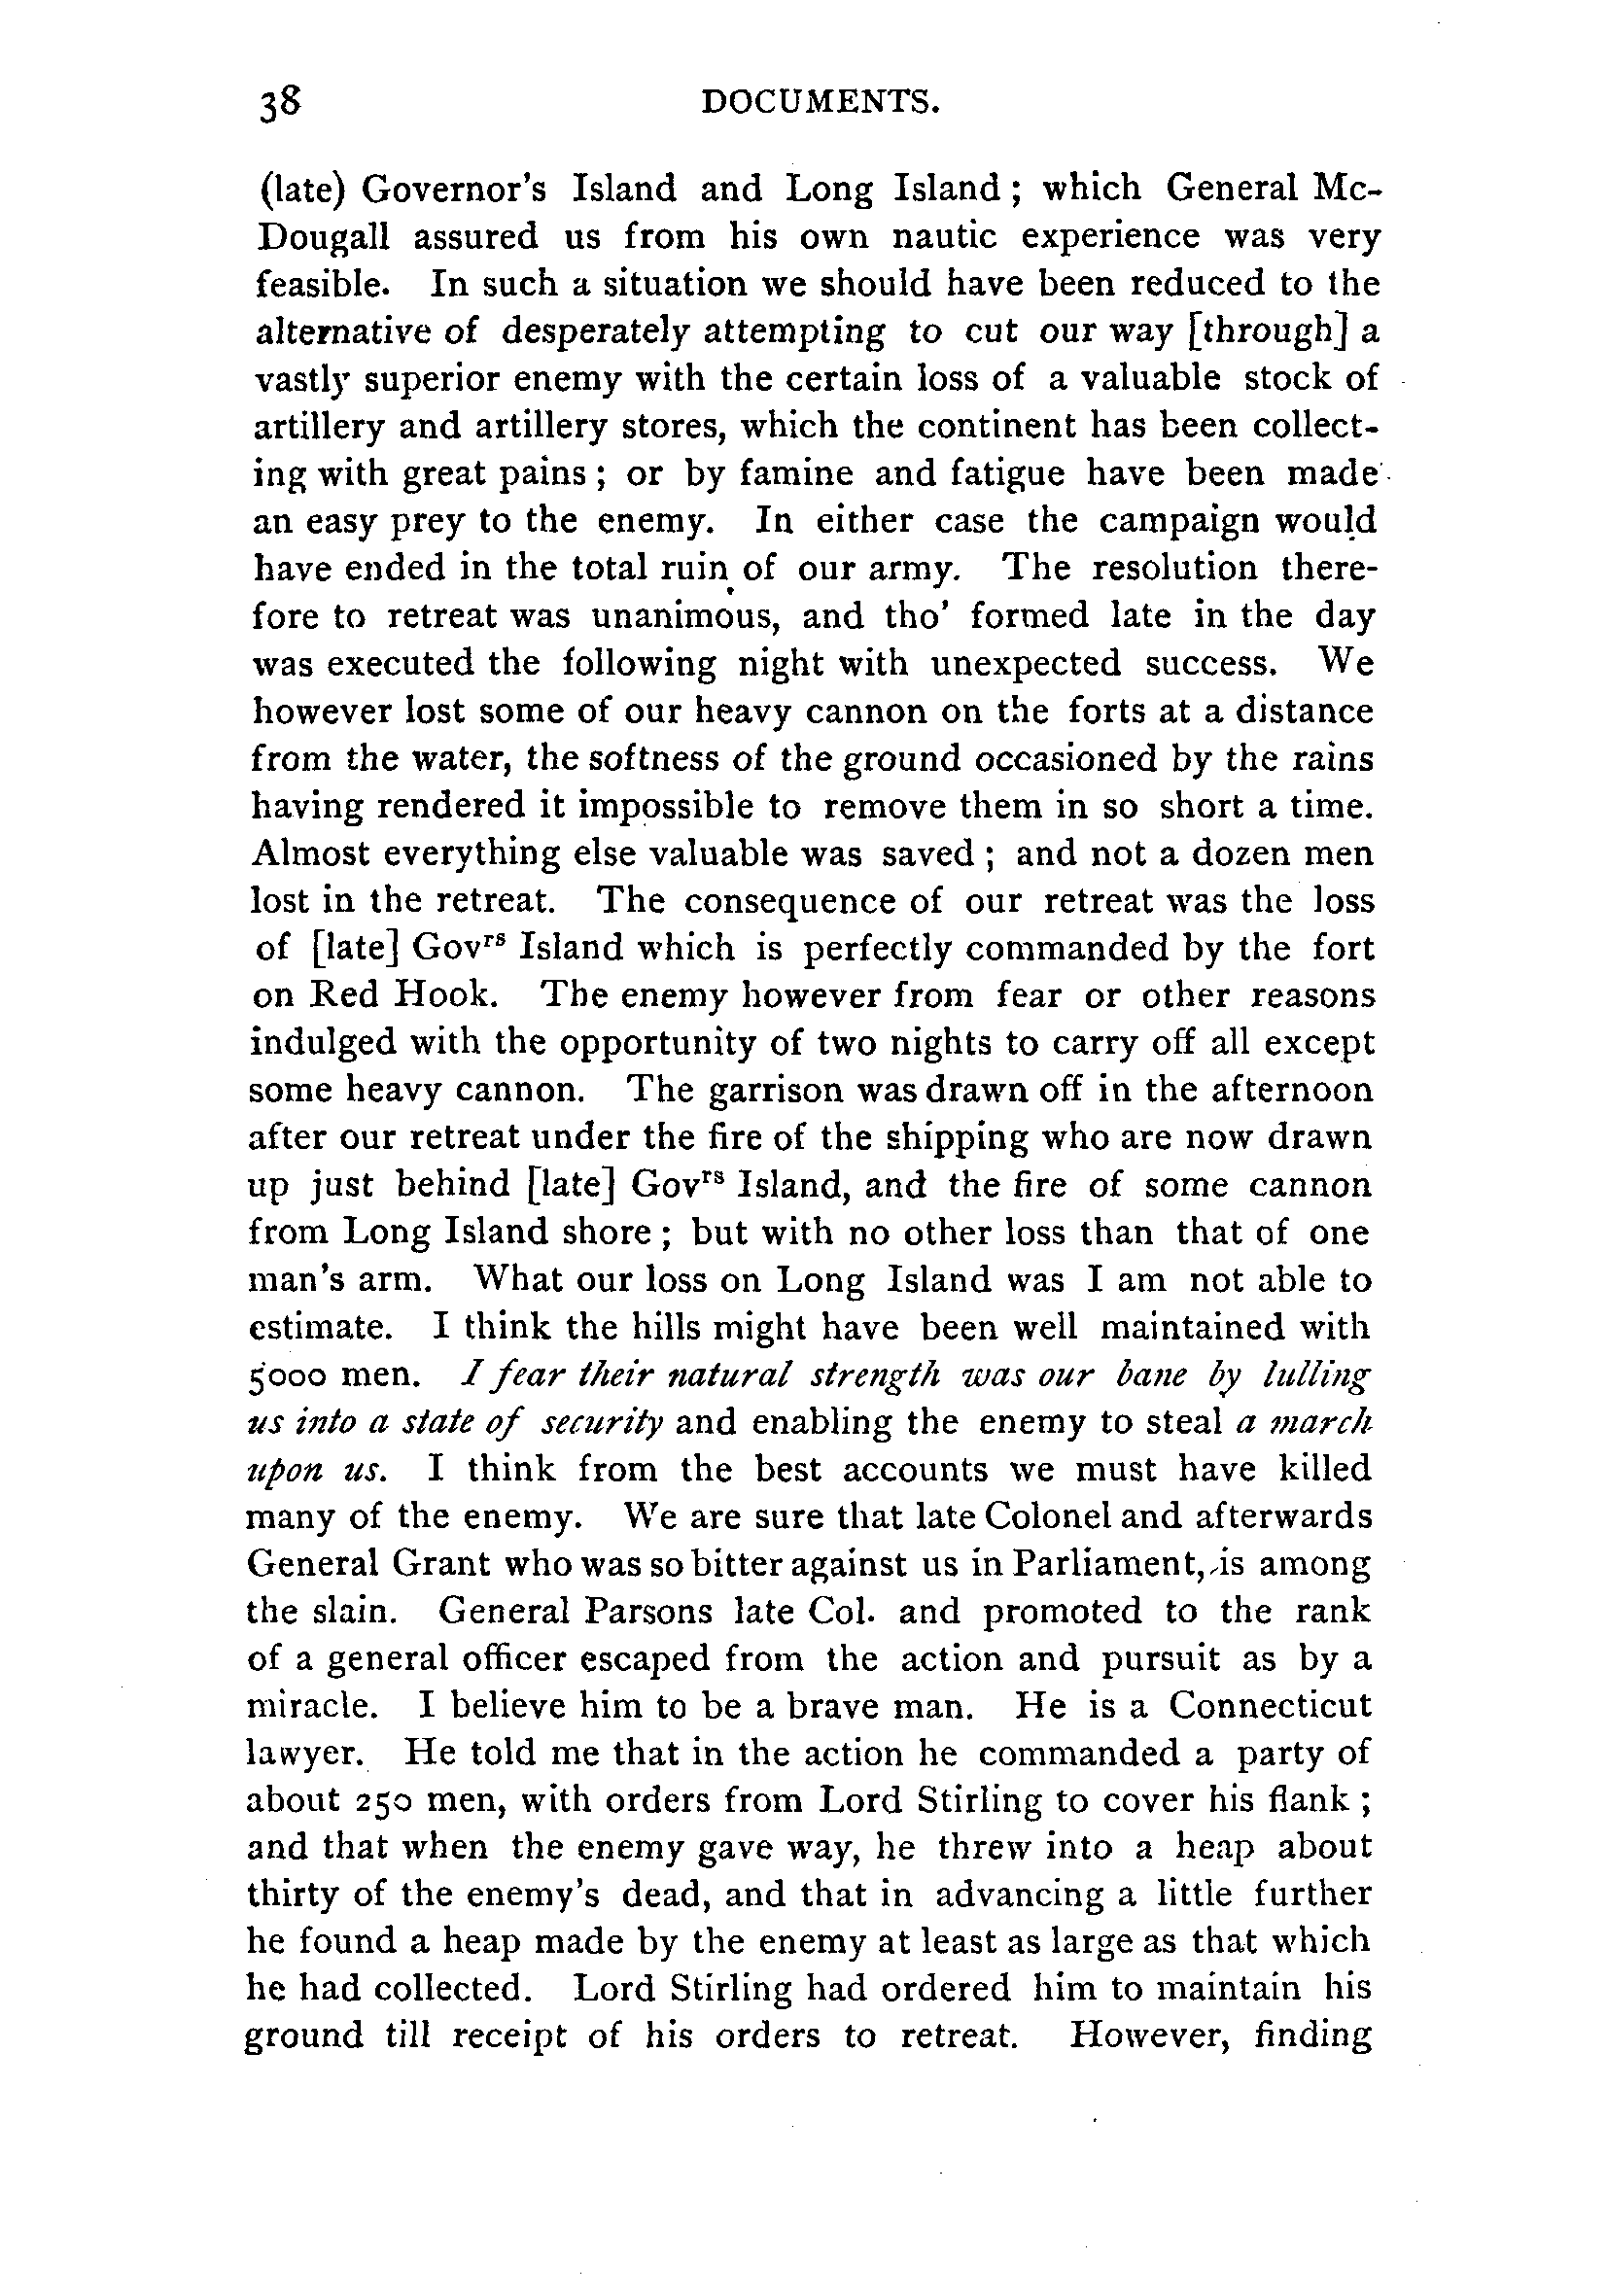 38 DOCUMENTS.
(late) Governor's Island and Long Island ; which General Mc-
Dougall assured us from his own nautic experience was very
feasible. In such a situation we should have been reduced to the
alternative of desperately attempting to cut our way [through] a
vastly superior enemy with the certain loss of a valuable stock of
artillery and artillery stores, which the continent has been collect-
ing with great pains ; or by famine and fatigue have been made
an easy prey to the enemy. In either case the campaign would
have ended in the total ruin of our army. The resolution there-
fore to retreat was unanimous, and tho' formed late in the day
was executed the following night with unexpected success. We
however lost some of our heavy cannon on the forts at a distance
from the water, the softness of the ground occasioned by the rains
having rendered it impossible to remove them in so short a time.
Almost everything else valuable was saved ; and not a dozen men
lost in the retreat. The consequence of our retreat was the loss
of [late] Govrs Island which is perfectly commanded by the fort
on Red Hook. The enemy however from fear or other reasons
indulged with the opportunity of two nights to carry off all except
some heavy cannon. The garrison was drawn off in the afternoon
after our retreat under the fire of the shipping who are now drawn
up just behind [late] Govrs Island, and the fire of some cannon
from Long Island shore ; but with no other loss than that of one
man's arm. What our loss on Long Island was I am not able to
estimate. I think the hills might have been well maintained with
5000 men. I fear their natural strength was our bane by lulling
us into a state of security and enabling the enemy to steal a march
upon us. I think from the best accounts we must have killed
many of the enemy. We are sure that late Colonel and afterwards
General Grant who was so bitter against us in Parliament, is among
the slain. General Parsons late Col. and promoted to the rank
of a general officer escaped from the action and pursuit as by a
miracle. I believe him to be a brave man. He is a Connecticut
lawyer. He told me that in the action he commanded a party of
about 250 men, with orders from Lord Stirling to cover his flank ;
and that when the enemy gave way, he threw into a heap about
thirty of the enemy's dead, and that in advancing a little further
he found a heap made by the enemy at least as large as that which
he had collected. Lord Stirling had ordered him to maintain his
ground till receipt of his orders to retreat. However, finding